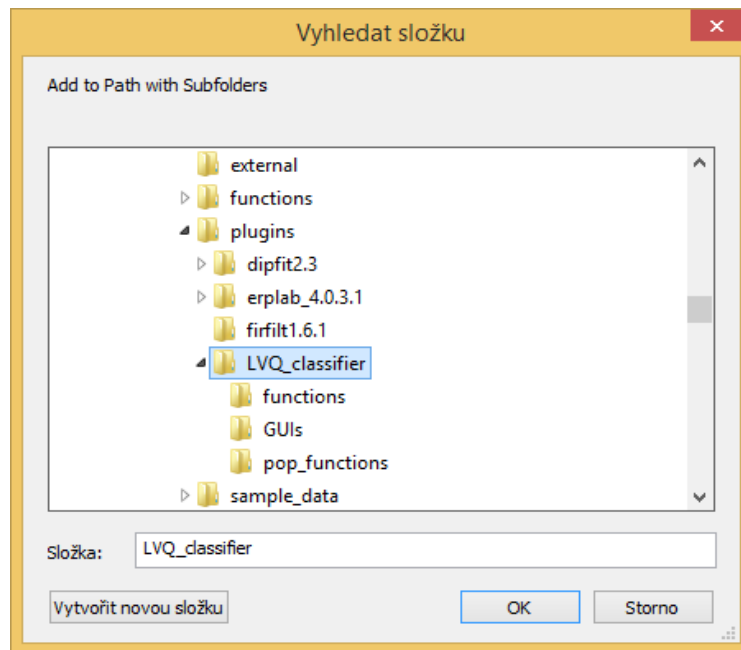 Vyhledat složku
Add to Path with Subfolders
external
functions
plugins
dipfit2.3
erplab_4.0.3.1
firfilt1.6.1
LVQ_classifier
functions
GUIs
pop_functions
sample_data
Složka: LVQ_classifier
Vytvořit novou složku OK Storno